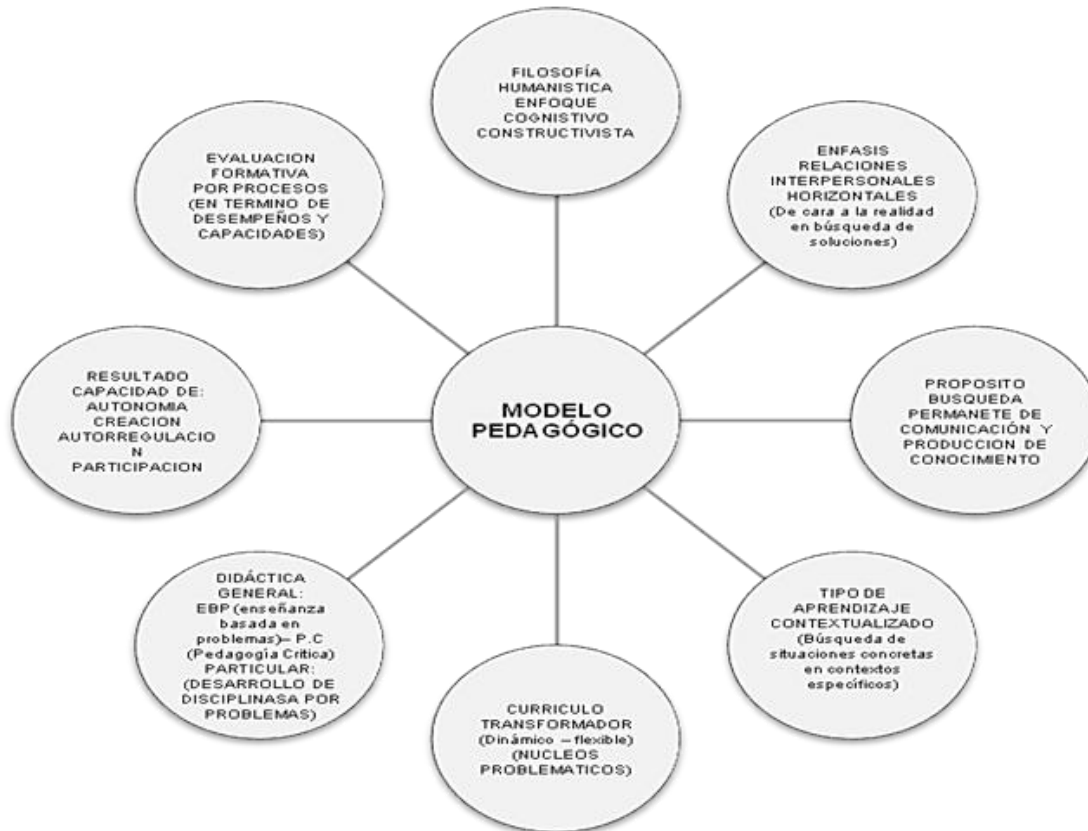 FILOSOFÍA
HUMANISTICA
ENFOQUE
COGNISTIVO
CONSTRUCTIVISTA
ENFASIS
RELACIONES
INTERPERSONALES
HORIZONTALES
(De cara a la realidad
en búsqueda de
soluciones)
PROPOSITO
BUSQUEDA
PERMANETE DE
COMUNICACIÓN Y
PRODUCCION DE
CONOCIMIENTO
TIPO DE
APRENDIZAJE
CONTEXTUALIZADO
(Búsqueda de
situaciones concretas
en contextos
específicos)
CURRICULO
TRANSFORMADOR
(Dinámico – flexible)
(NUCLEOS
PROBLEMATICOS)
DIDÁCTICA
GENERAL:
EBP (enseñanza
basada en
problemas)– P.C
(Pedagogía Critica)
PARTICULAR:
(DESARROLLO DE
DISCIPLINASA POR
PROBLEMAS)
RESULTADO
CAPACIDAD DE:
AUTONOMIA
CREACION
AUTORREGULACIO
N
PARTICIPACION
EVALUACION
FORMATIVA
POR PROCESOS
(EN TERMINO DE
DESEMPEÑOS Y
CAPACIDADES)
MODELO
PEDAGÓGICO